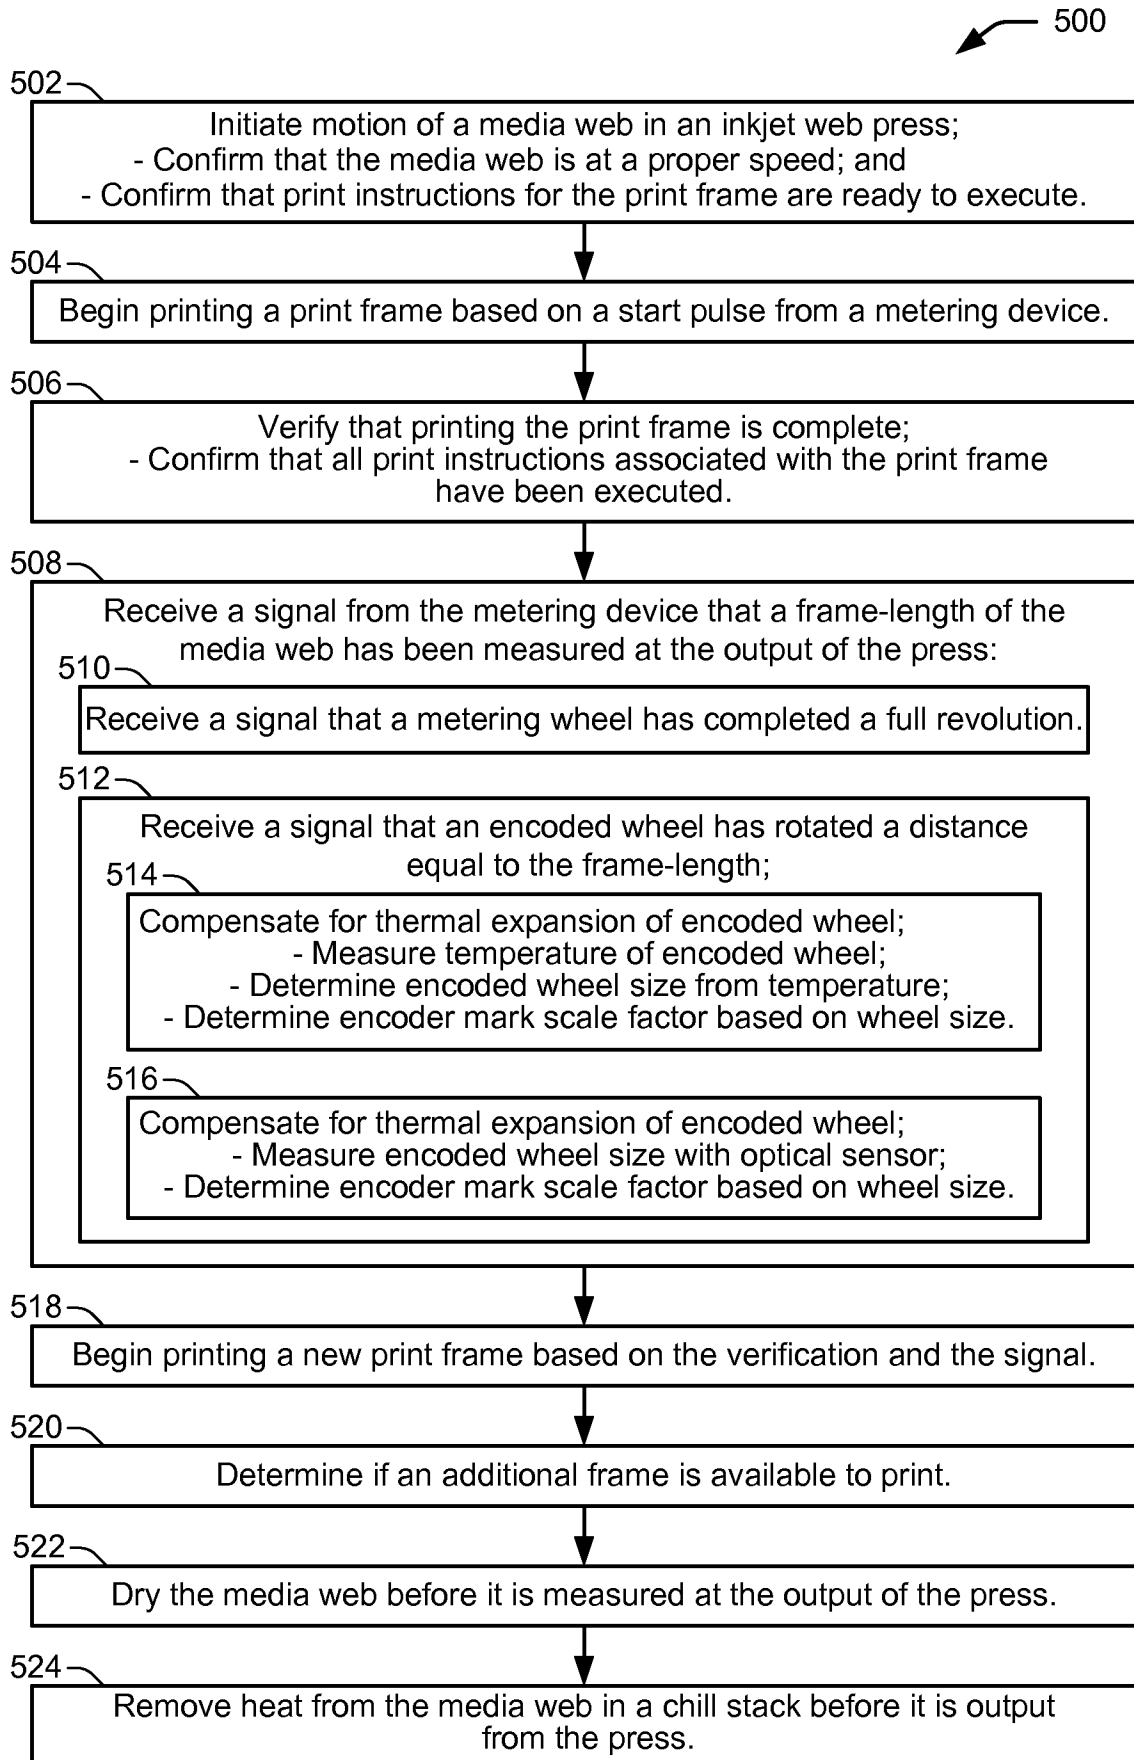 500
502
Initiate motion of a media web in an inkjet web press;
- Confirm that the media web is at a proper speed; and
- Confirm that print instructions for the print frame are ready to execute.
504
Begin printing a print frame based on a start pulse from a metering device.
506
Verify that printing the print frame is complete;
- Confirm that all print instructions associated with the print frame
have been executed.
508
Receive a signal from the metering device that a frame-length of the
media web has been measured at the output of the press:
510
Receive a signal that a metering wheel has completed a full revolution.
512
Receive a signal that an encoded wheel has rotated a distance
equal to the frame-length;
514
Compensate for thermal expansion of encoded wheel;
- Measure temperature of encoded wheel;
- Determine encoded wheel size from temperature;
- Determine encoder mark scale factor based on wheel size.
516
Compensate for thermal expansion of encoded wheel;
- Measure encoded wheel size with optical sensor;
- Determine encoder mark scale factor based on wheel size.
518
Begin printing a new print frame based on the verification and the signal.
520
Determine if an additional frame is available to print.
522
Dry the media web before it is measured at the output of the press.
524
Remove heat from the media web in a chill stack before it is output
from the press.